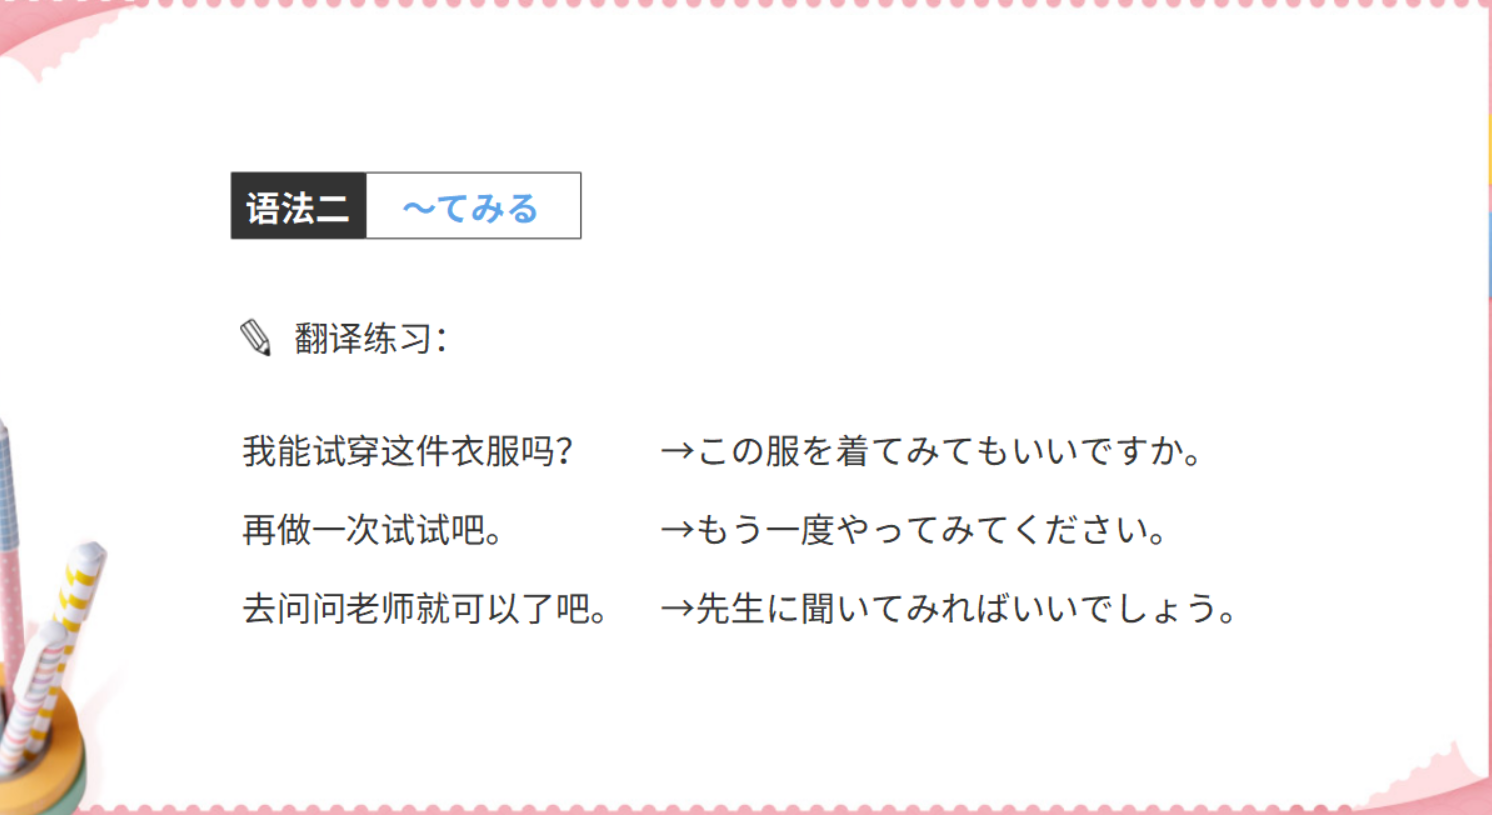 语法二 ～てみる
翻译练习：
我能试穿这件衣服吗？ →この服を着てみてもいいですか。
再做一次试试吧。 →もう一度やってみてください。
去问问老师就可以了吧。 →先生に聞いてみればいいでしょう。